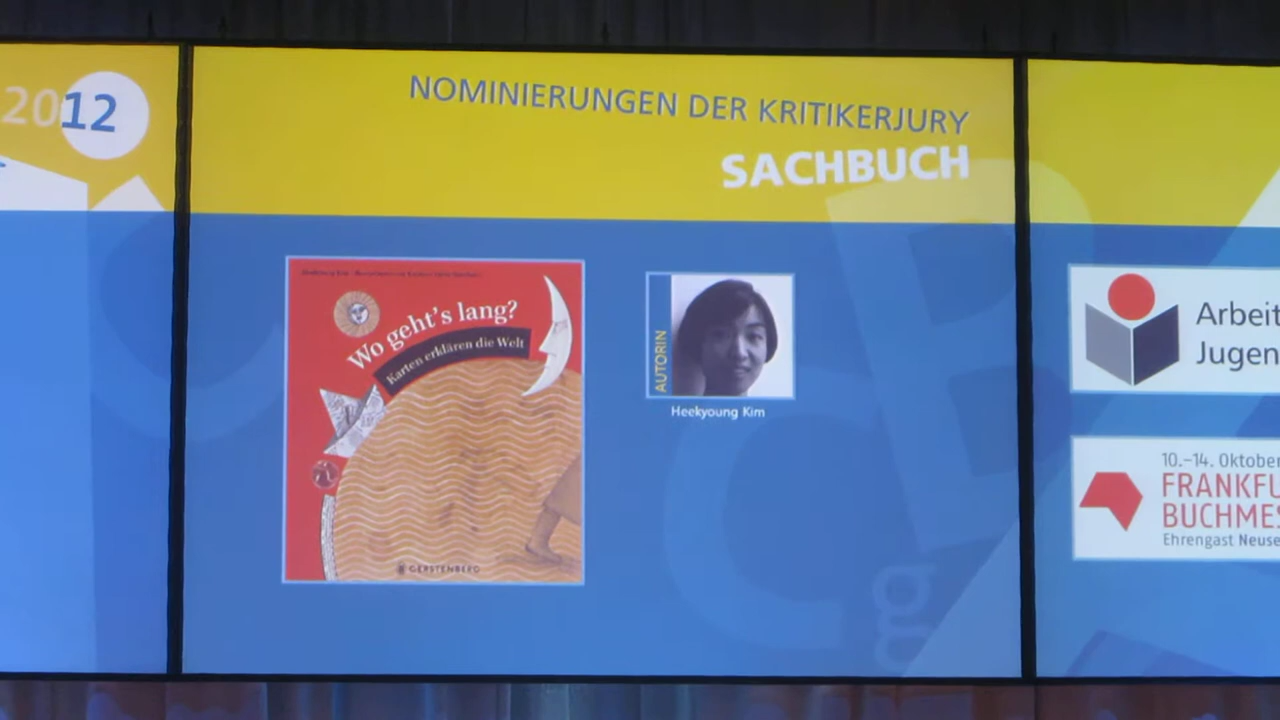 2012
NOMINIERUNGEN DER KRITIKERJURY
SACHBUCH
Wo geht's lang?
Karten erklären die Welt
GERSTENBERG
AUTORIN
Heekyoung Kim
Arbeit
Jugen
10.–14. Oktober
FRANKFU
BUCHMES
Ehrengast Neuse